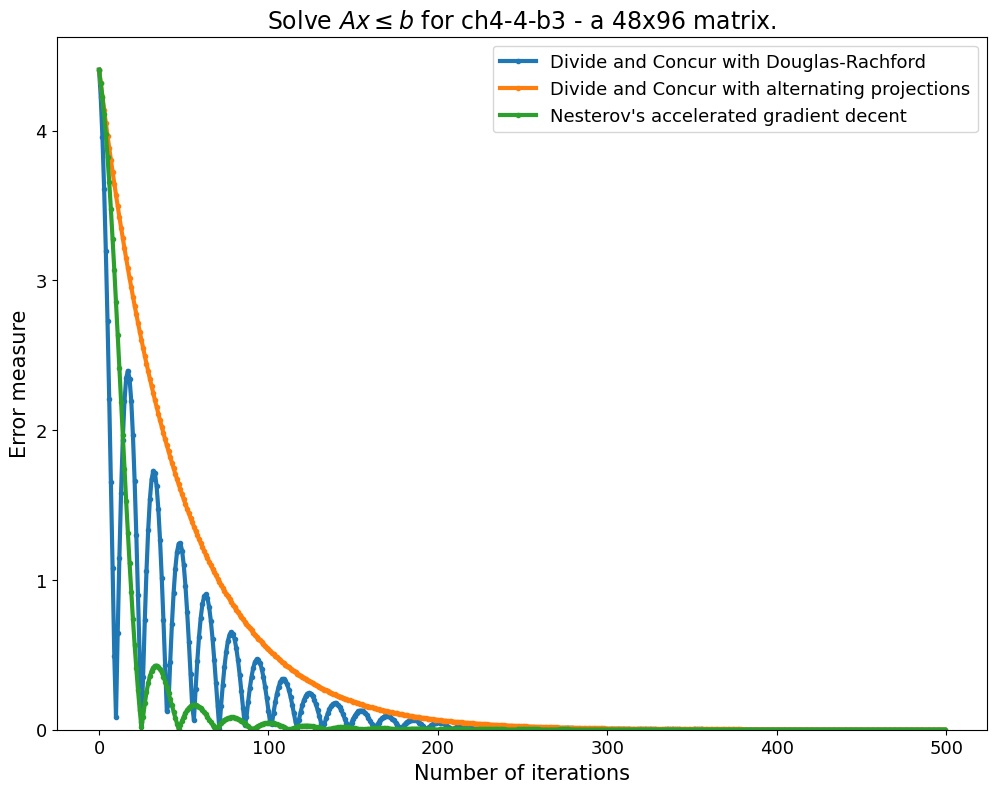 Solve Ax ≤ b for ch4-4-b3 - a 48x96 matrix.
Divide and Concur with Douglas-Rachford
Divide and Concur with alternating projections
Nesterov's accelerated gradient decent
Error measure
4
3
2
1
0
0 100 200 300 400 500
Number of iterations